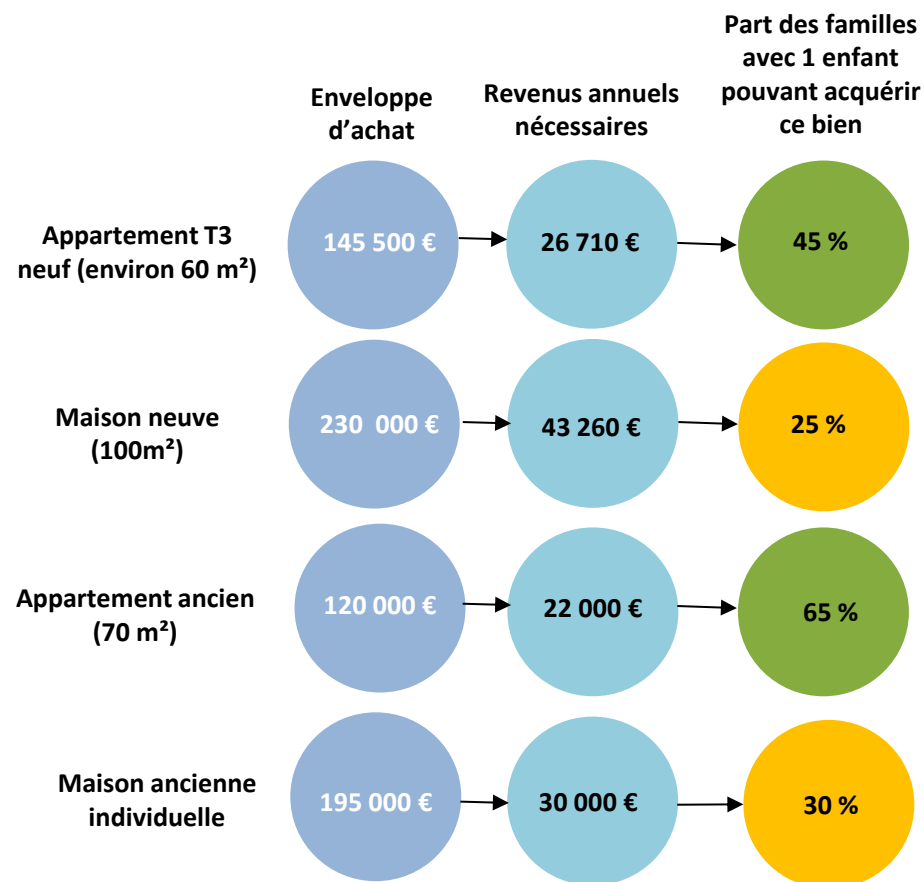 Enveloppe
d’achat
Revenus annuels
nécessaires
Part des familles
avec 1 enfant
pouvant acquérir
ce bien
Appartement T3
neuf (environ 60 m²)
145 500 €
26 710 €
45 %
Maison neuve
(100m²)
230  000 €
43 260 €
25 %
Appartement ancien
(70 m²)
120 000 €
22 000 €
65 %
Maison ancienne
individuelle
195 000 €
30 000 €
30 %